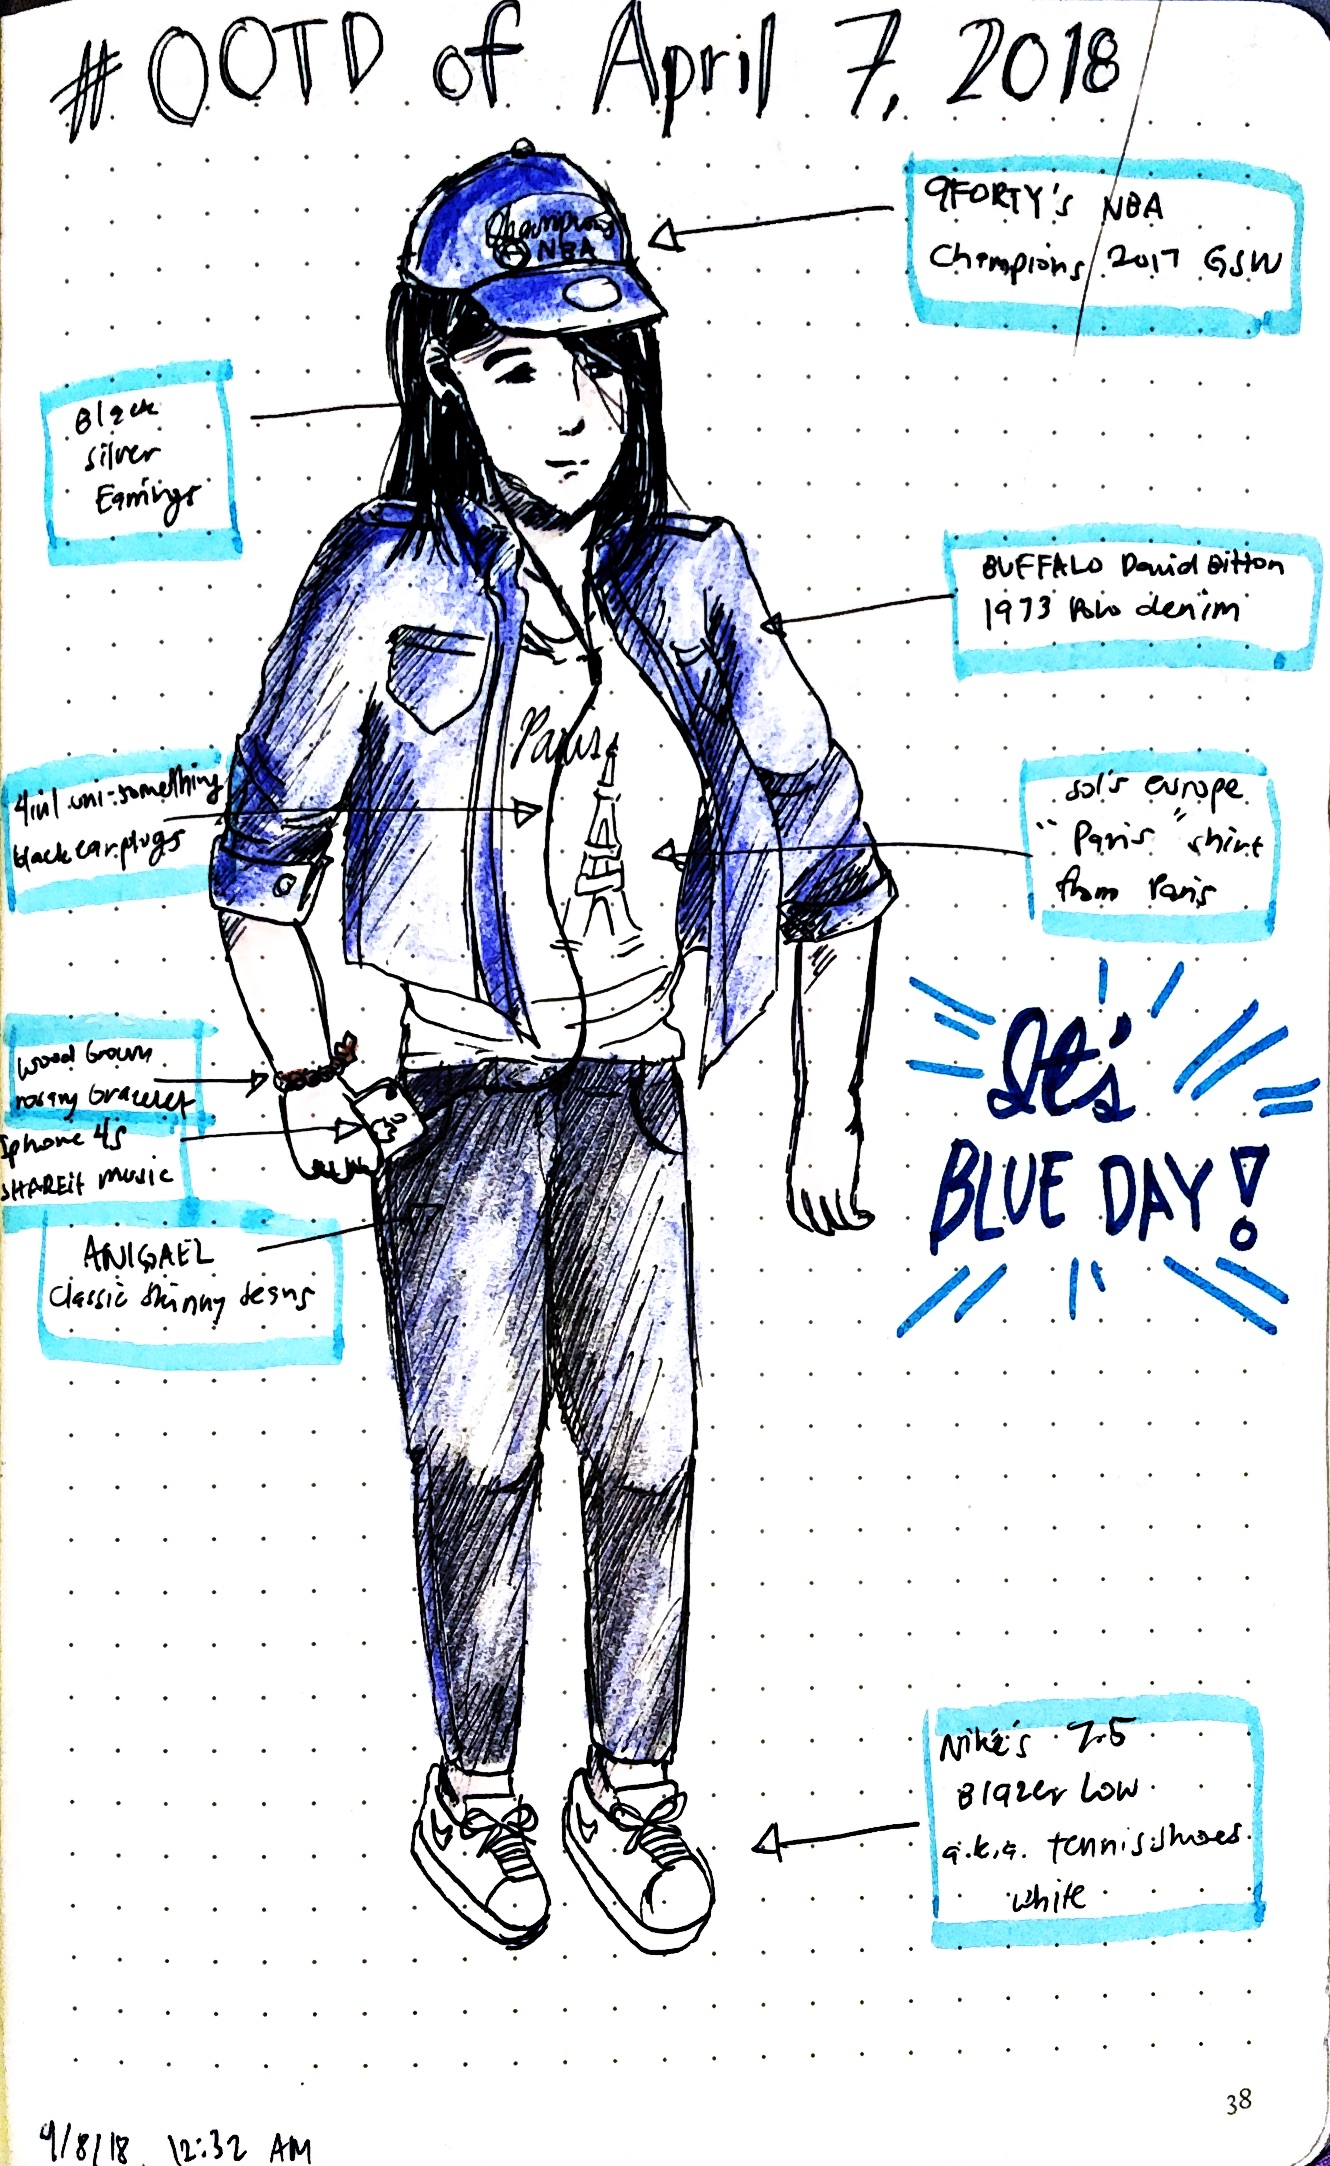 #OOTD of April 7, 2018
9FORTY's NBA
Champions 2017 GSW
Champions
NBA
Black
silver
Earrings
BUFFALO David Bitton
1973 Polo denim
Paris
4in1 uni-something
black earplugs
sol's europe
"Paris" shirt
from Paris
wood brown
rosary bracelet
Iphone 4s
SHAREit music
It's
BLUE DAY!
ANIGAEL
Classic Skinny Jeans
Nike's 7.5
Blazer Low
a.k.a. tennis shoes
white
38
4/8/18 12:32 AM